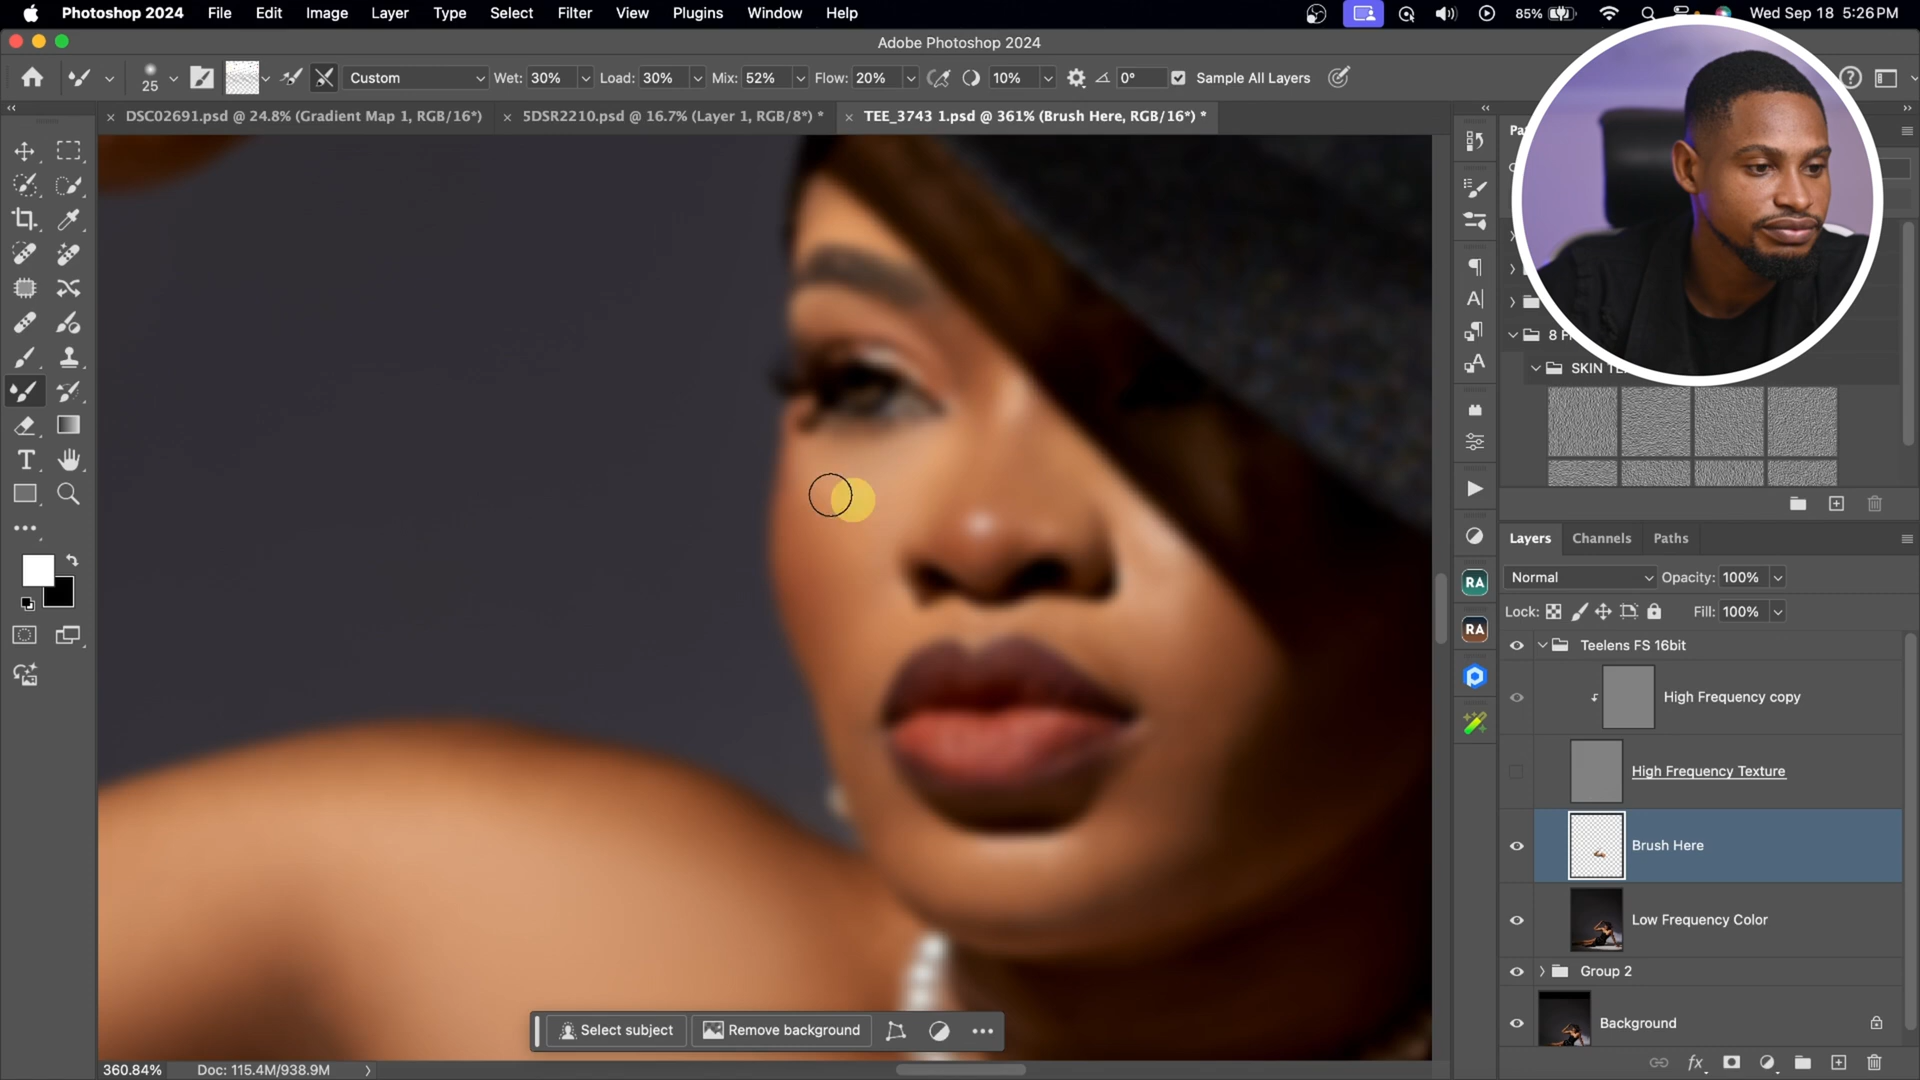 Photoshop 2024 File Edit Image Layer Type Select Filter View Plugins Window Help 85% Wed Sep 18 5:26 PM
Adobe Photoshop 2024
25 Custom Wet: 30% Load: 30% Mix: 52% Flow: 20% 10% 0° Sample All Layers
DSC02691.psd @ 24.8% (Gradient Map 1, RGB/16*) 5DSR2210.psd @ 16.7% (Layer 1, RGB/8*) * TEE_3743 1.psd @ 361% (Brush Here, RGB/16*) *
8
SKIN
Layers Channels Paths
Normal Opacity: 100%
Lock: Fill: 100%
Teelens FS 16bit
High Frequency copy
High Frequency Texture
Brush Here
Low Frequency Color
Group 2
Background
RA
RA
Select subject Remove background
360.84% Doc: 115.4M/938.9M